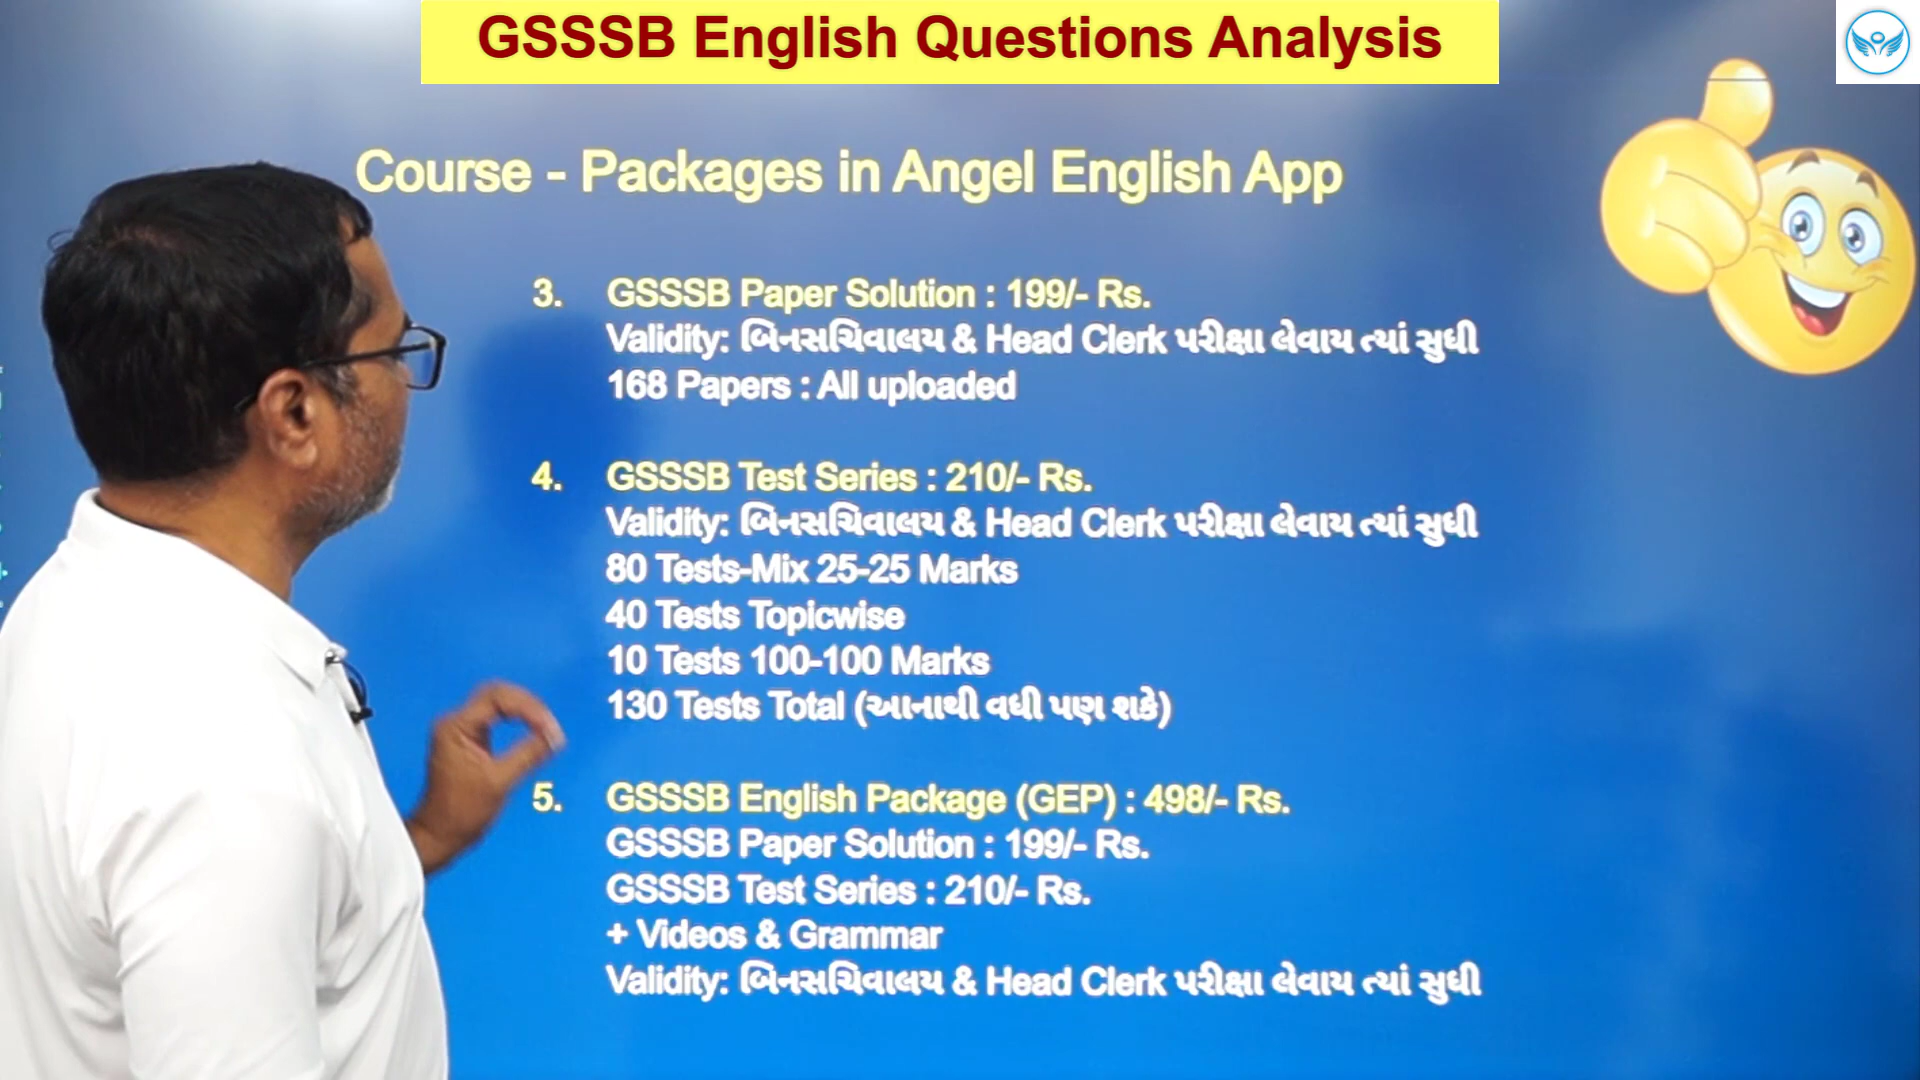 GSSSB English Questions Analysis
Course - Packages in Angel English App
3. GSSSB Paper Solution : 199/- Rs.
Validity: બિનસચિવાલય & Head Clerk પરીક્ષા લેવાય ત્યાં સુધી
168 Papers : All uploaded
4. GSSSB Test Series : 210/- Rs.
Validity: બિનસચિવાલય & Head Clerk પરીક્ષા લેવાય ત્યાં સુધી
80 Tests-Mix 25-25 Marks
40 Tests Topicwise
10 Tests 100-100 Marks
130 Tests Total (આનાથી વધી પણ શકે)
5. GSSSB English Package (GEP) : 498/- Rs.
GSSSB Paper Solution : 199/- Rs.
GSSSB Test Series : 210/- Rs.
+ Videos & Grammar
Validity: બિનસચિવાલય & Head Clerk પરીક્ષા લેવાય ત્યાં સુધી